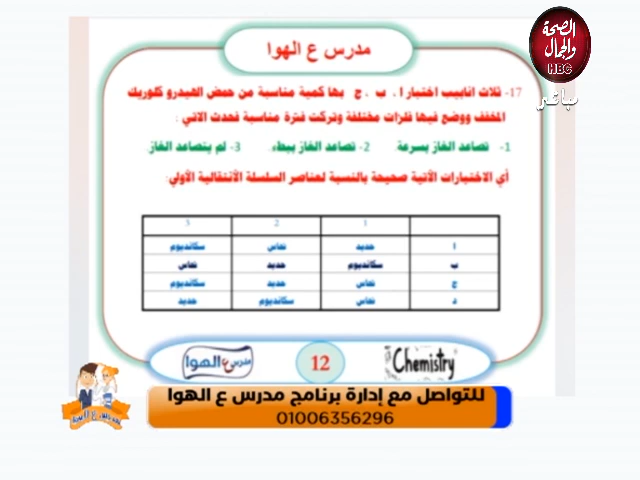 الصحة
والجمال
HBC
مباشر
مدرس ع الهوا
17- ثلاث انابيب اختبار ا ، ب ، ج بها كمية مناسبة من حمض الهيدرو كلوريك
المخفف ووضع فيها فلزات مختلفة وتركت فترة مناسبة فحدث الاتي :
1- تصاعد الغاز بسرعة 2- تصاعد الغاز ببطء 3- لم يتصاعد الغاز
أي الاختيارات الآتية صحيحة بالنسبة لعناصر السلسلة الأنتقالية الأولي:
1 2 3
ا حديد نحاس سكانديوم
ب سكانديوم حديد نحاس
ج نحاس حديد سكانديوم
د نحاس سكانديوم حديد
Chemistry 12 مدرس ع الهوا
للتواصل مع إدارة برنامج مدرس ع الهوا
01006356296